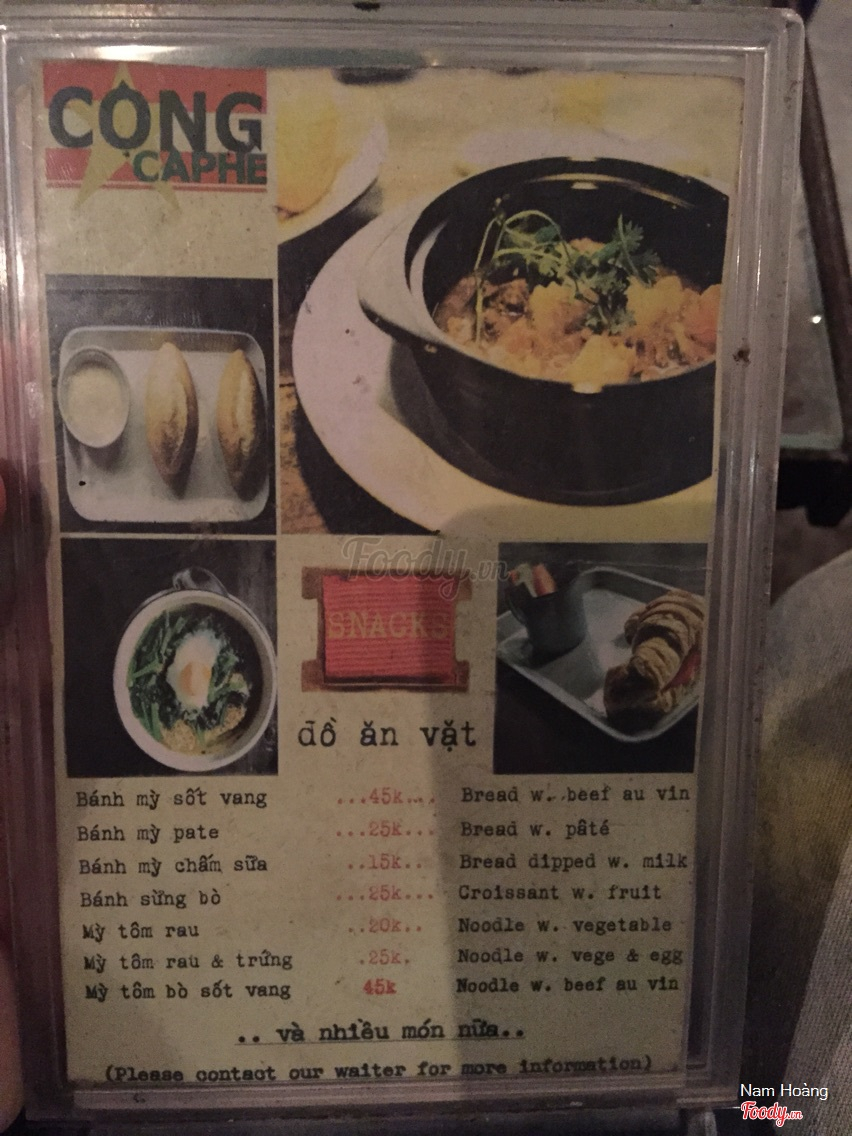 CỘNG
CAPHE
SNACKS
đồ ăn vặt
Bánh mỳ sốt vang ...45k... Bread w. beef au vin
Bánh mỳ pate ...25k... Bread w. pâté
Bánh mỳ chấm sữa ..15k... Bread dipped w. milk
Bánh sừng bò ...25k... Croissant w. fruit
Mỳ tôm rau ..20k.. Noodle w. vegetable
Mỳ tôm rau & trứng .25k. Noodle w. vege & egg
Mỳ tôm bò sốt vang 45k Noodle w. beef au vin
.. và nhiều món nữa..
(Please contact our waiter for more information)
Foody.vn
Nam Hoàng
Foody.vn